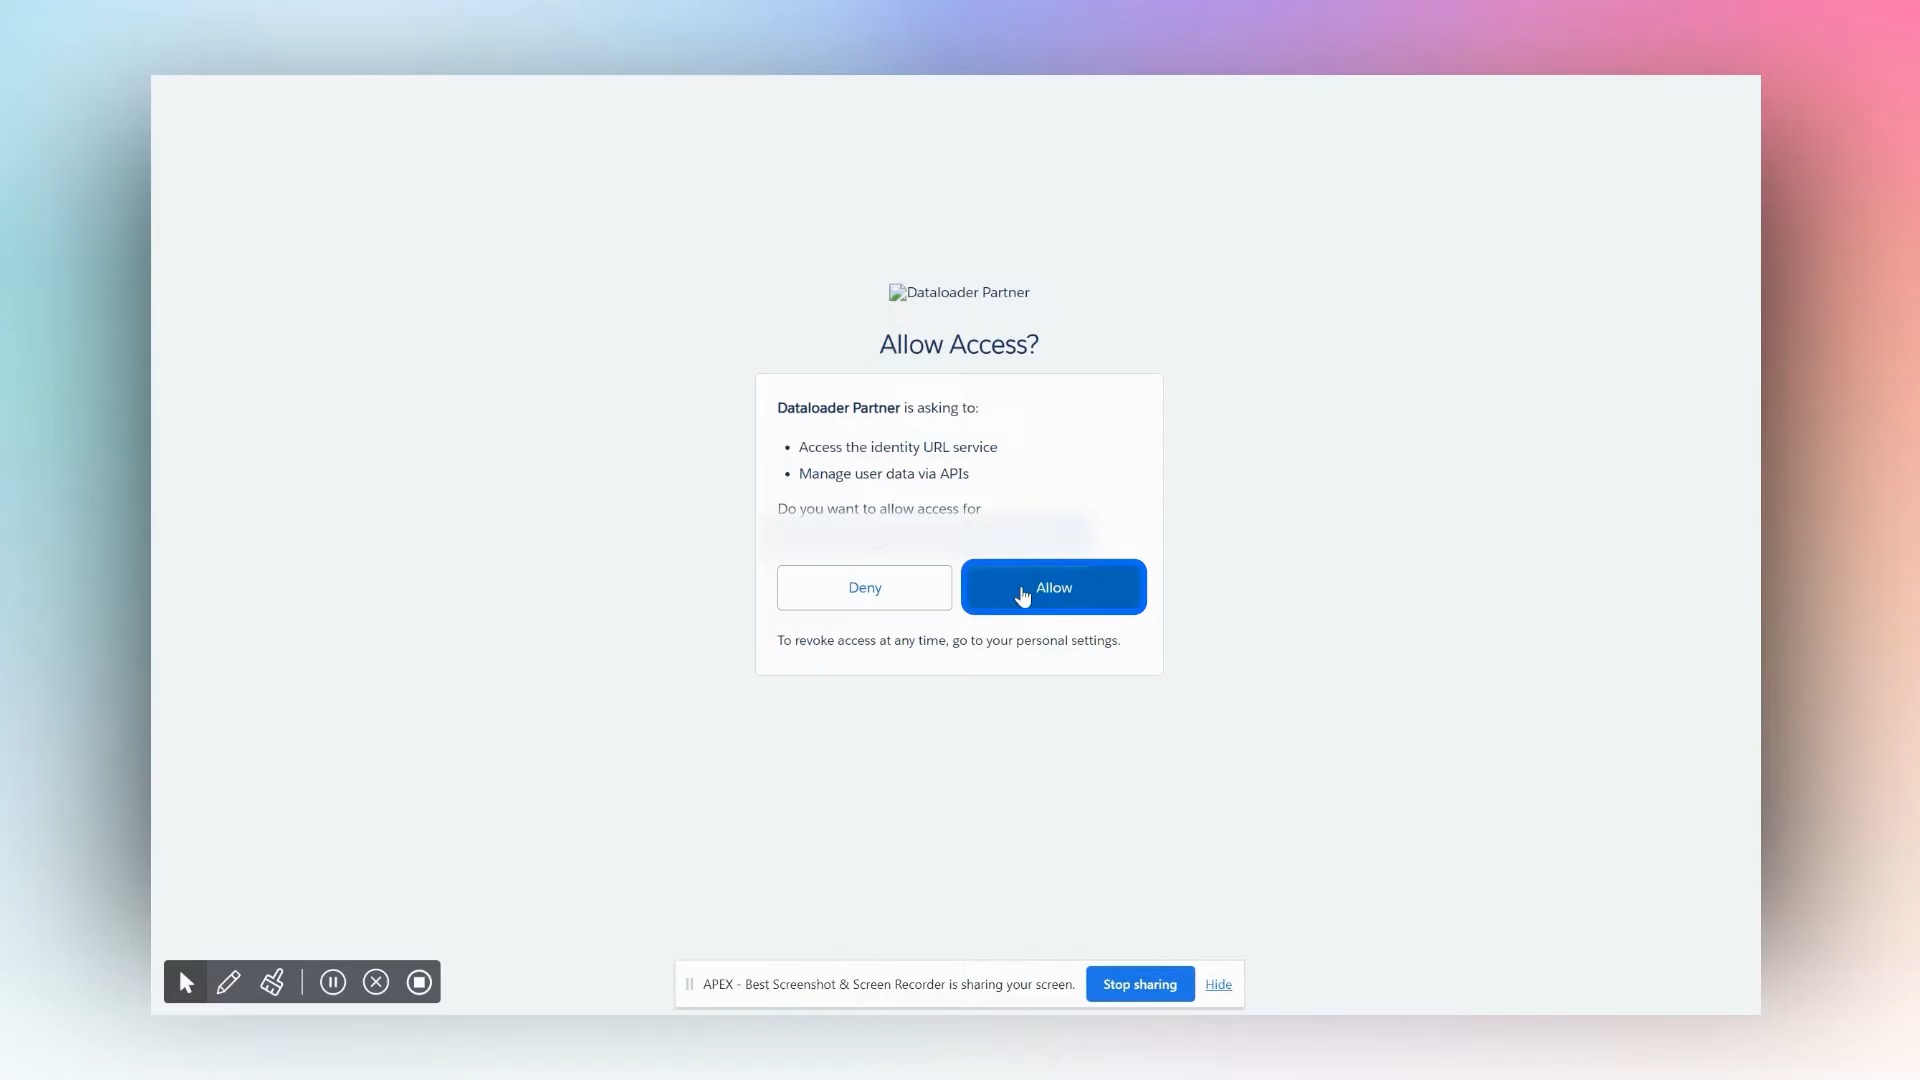 Dataloader Partner
Allow Access?
Dataloader Partner is asking to:
• Access the identity URL service
• Manage user data via APIs
Do you want to allow access for
Deny
Allow
To revoke access at any time, go to your personal settings.
APEX - Best Screenshot & Screen Recorder is sharing your screen.
Stop sharing
Hide